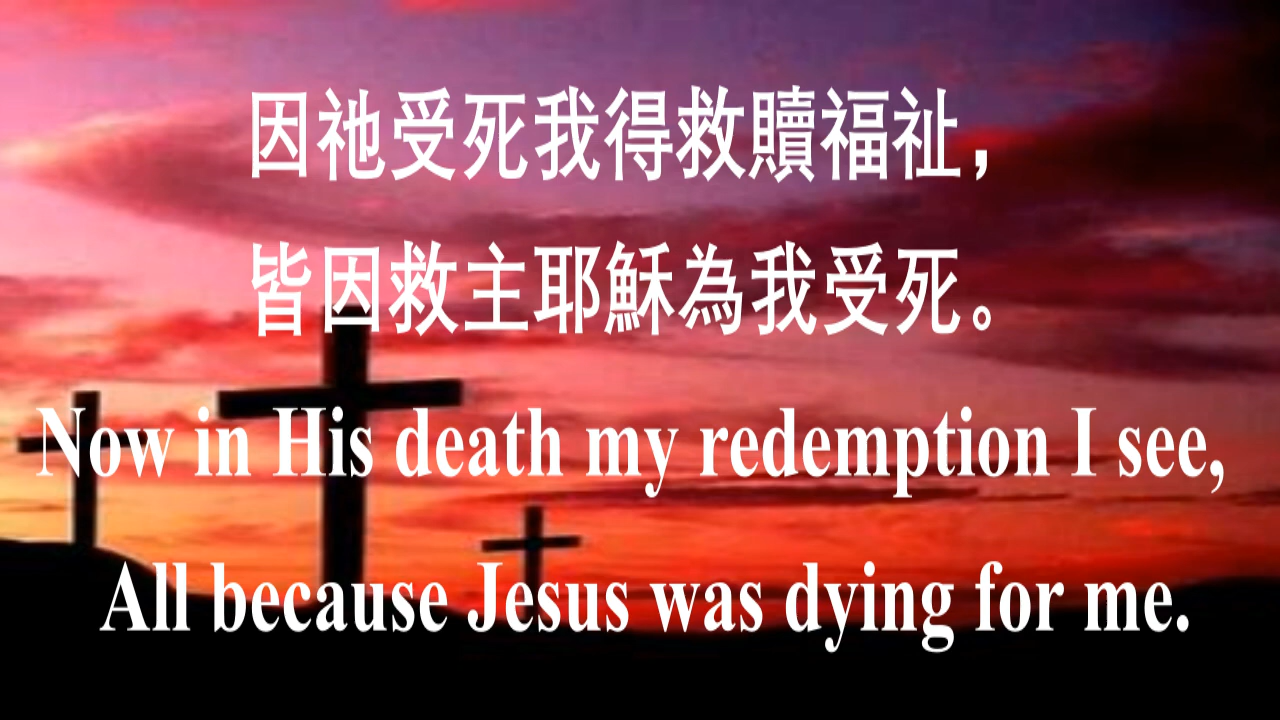 因祂受死我得救贖福祉，
皆因救主耶穌為我受死。
Now in His death my redemption I see,
All because Jesus was dying for me.